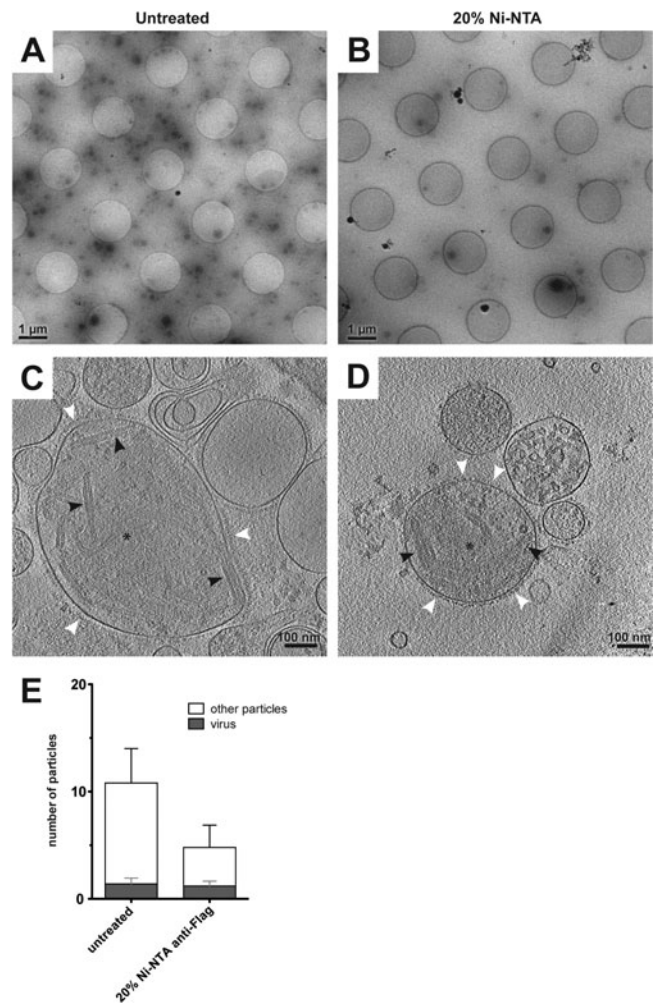 Untreated
20% Ni-NTA
A
B
1 µm
1 µm
C
D
*
*
100 nm
100 nm
E
20
10
0
number of particles
other particles
virus
untreated
20% Ni-NTA anti-Flag